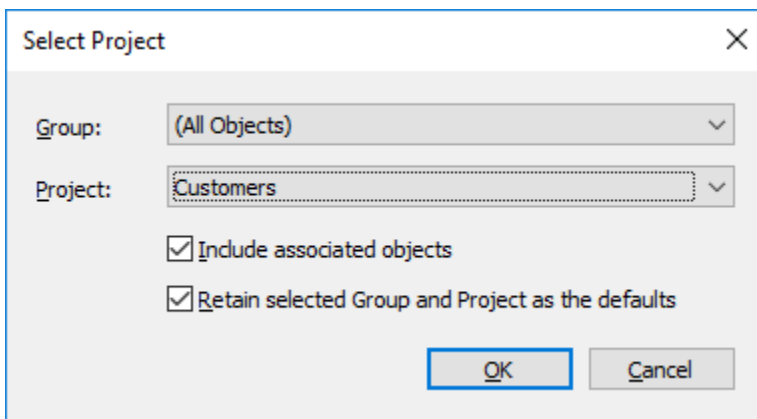 Select Project
Group: (All Objects)
Project: Customers
Include associated objects
Retain selected Group and Project as the defaults
OK Cancel